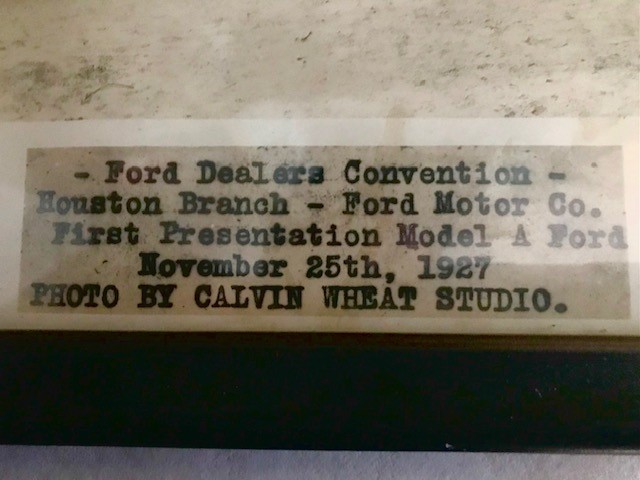 - Ford Dealers Convention -
Houston Branch - Ford Motor Co.
First Presentation Model A Ford
November 25th, 1927
PHOTO BY CALVIN WHEAT STUDIO.